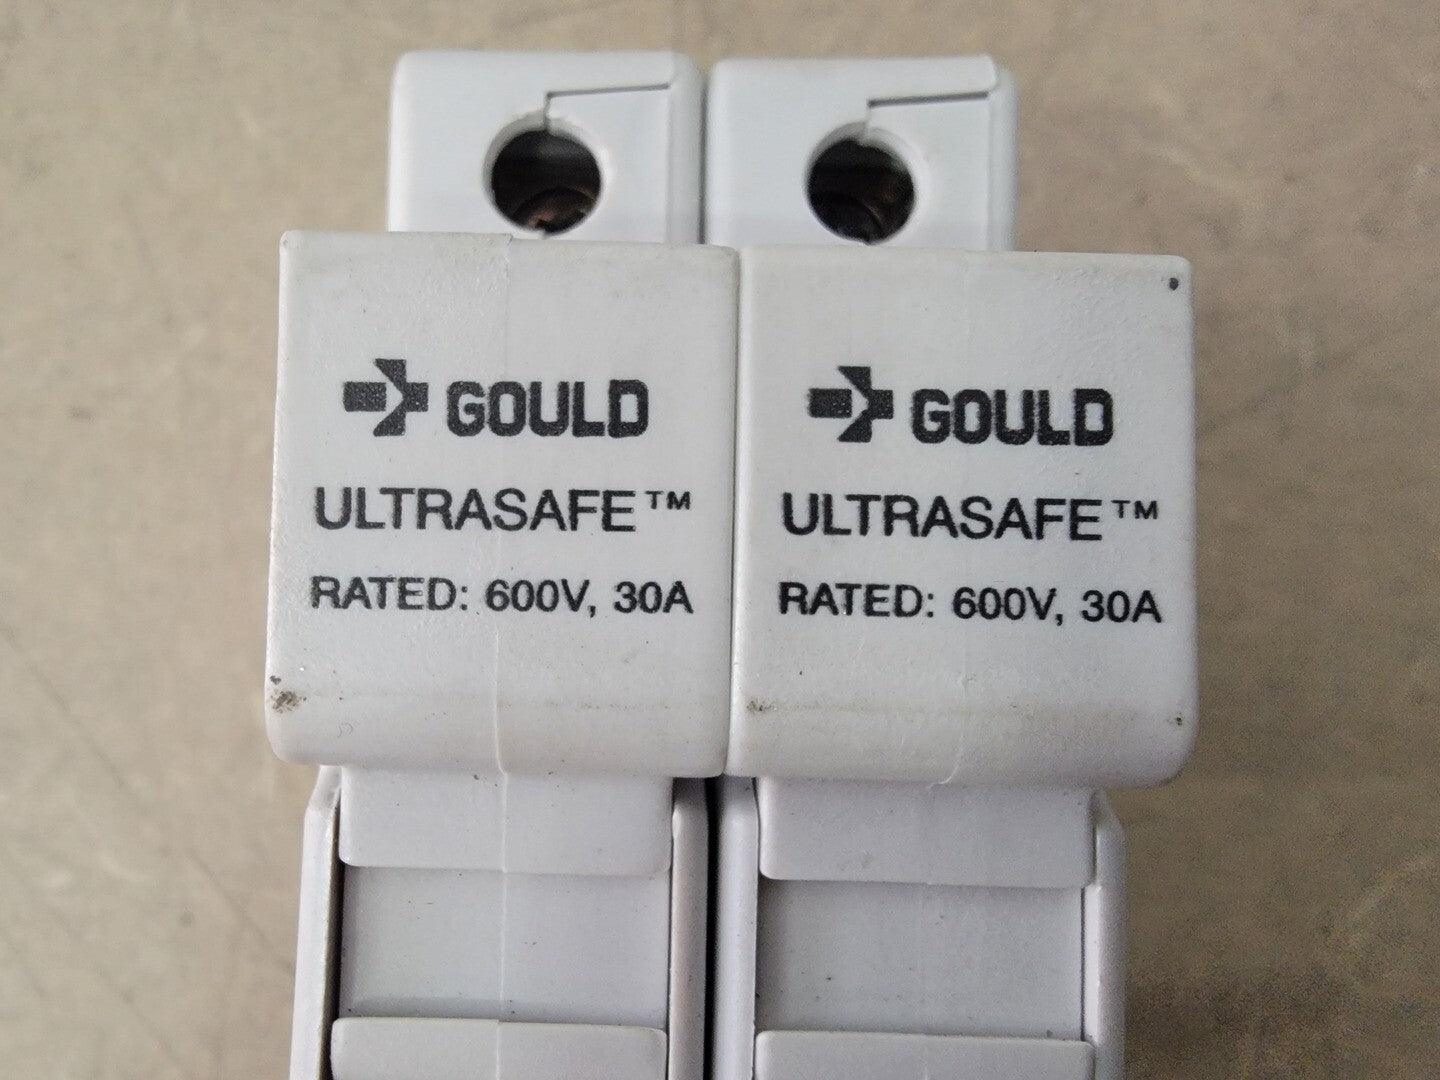 GOULD
ULTRASAFE™
RATED: 600V, 30A
GOULD
ULTRASAFE™
RATED: 600V, 30A